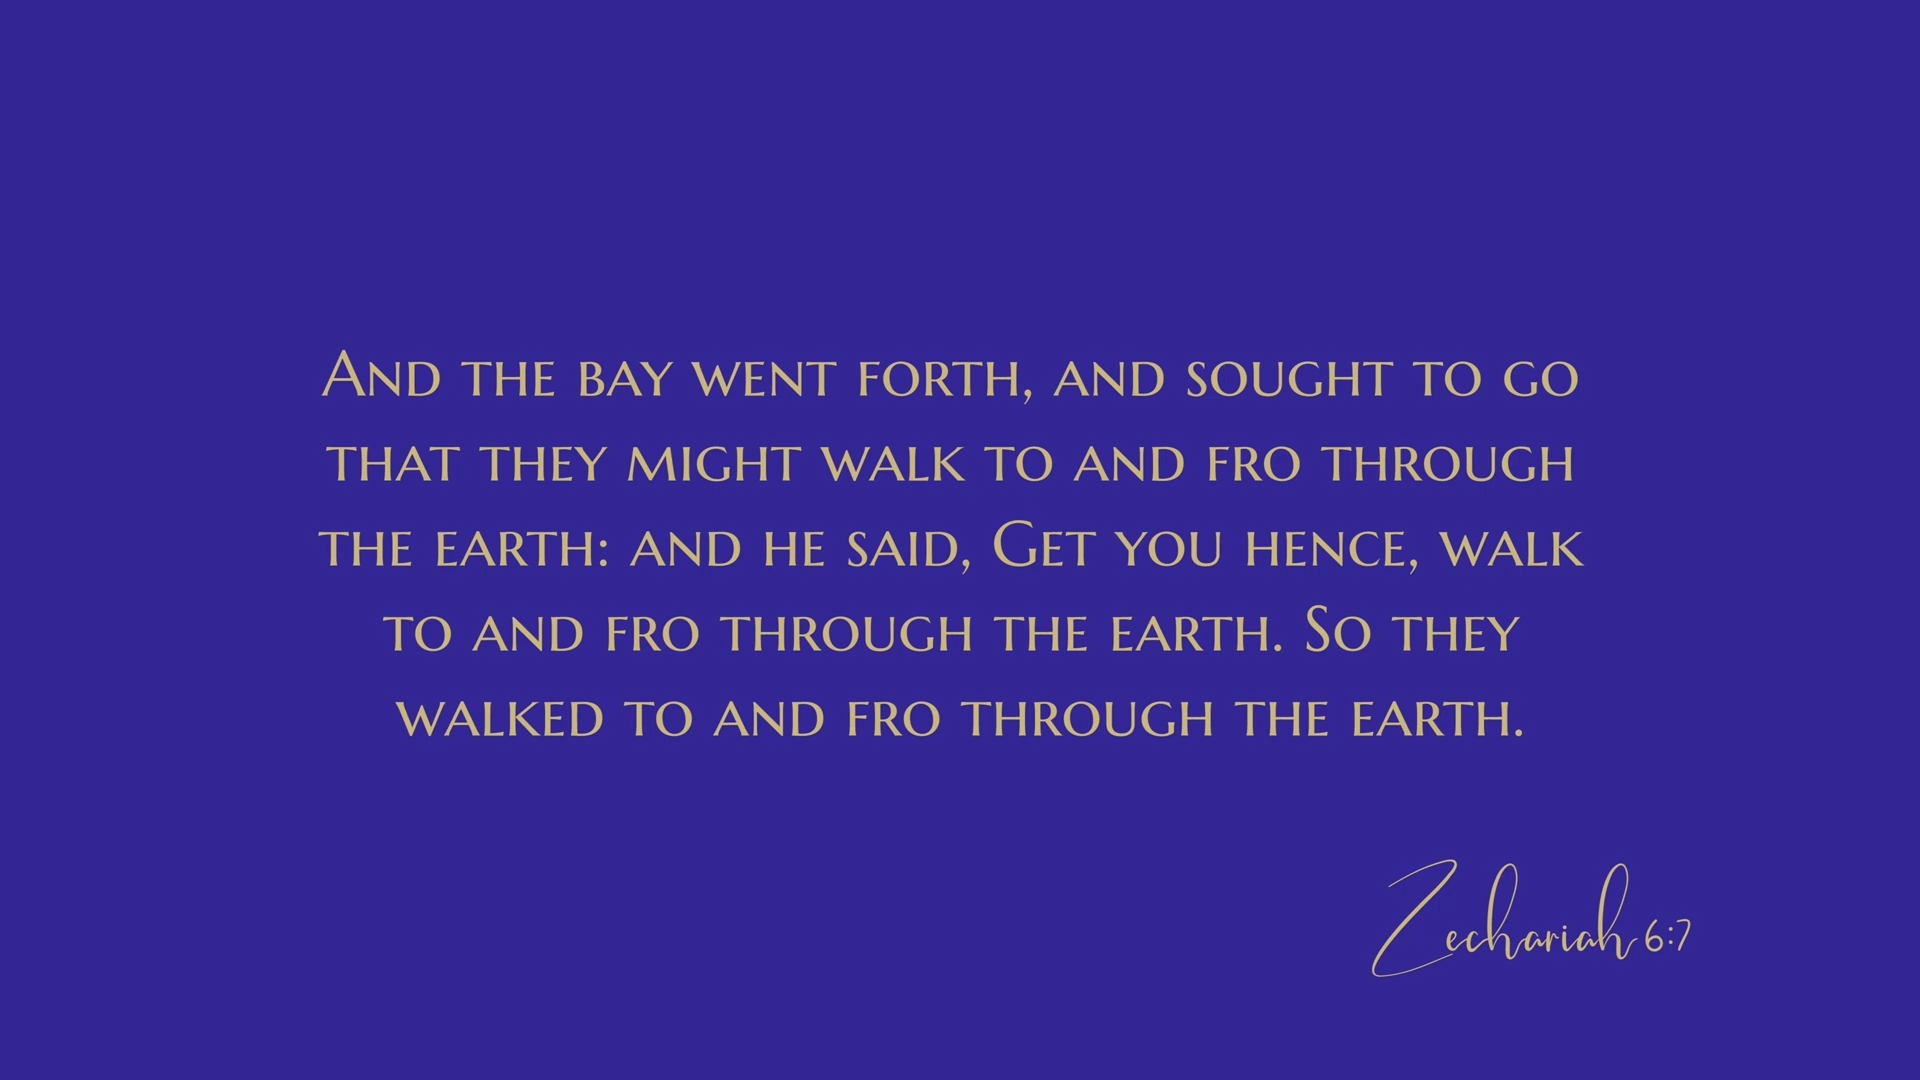 And the bay went forth, and sought to go
that they might walk to and fro through
the earth: and he said, Get you hence, walk
to and fro through the earth. So they
walked to and fro through the earth.
Zechariah 6:7